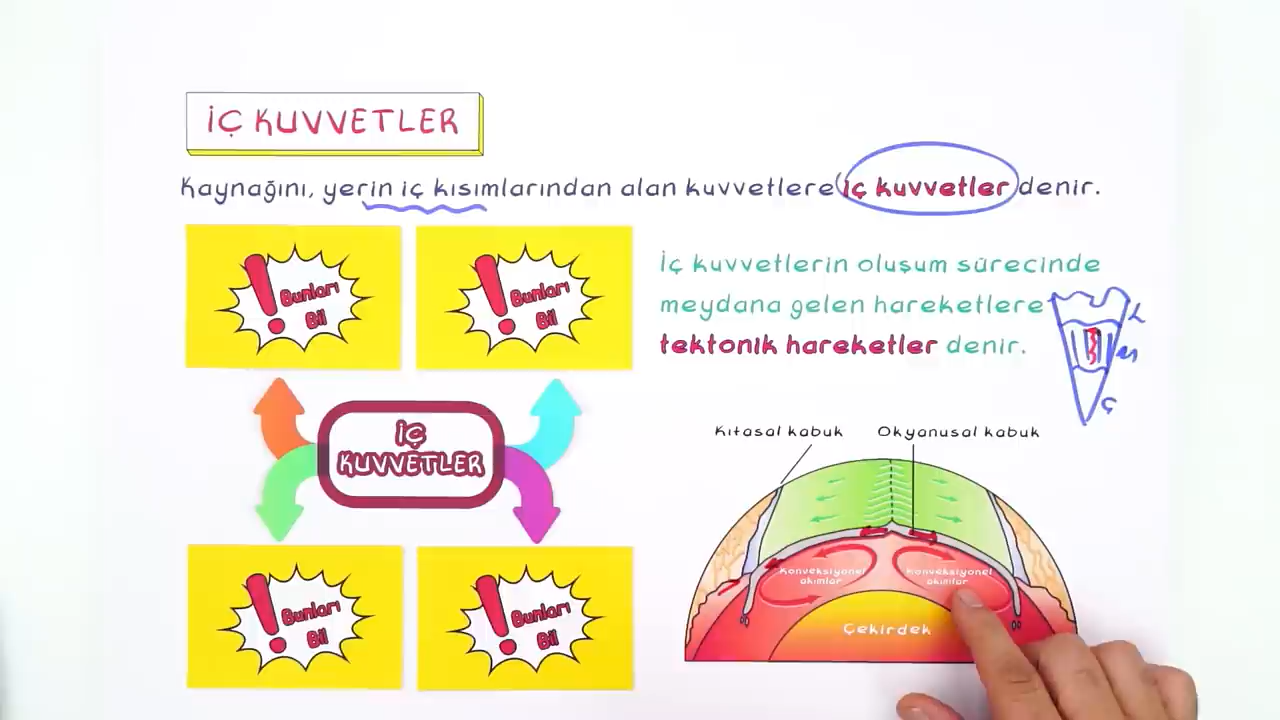 İÇ KUVVETLER
Kaynağını, yerin iç kısımlarından alan kuvvetlere iç kuvvetler denir.
Bunları
Bil
Bunları
Bil
İç kuvvetlerin oluşum sürecinde
meydana gelen hareketlere
tektonik hareketler denir.
İÇ
KUVVETLER
Kıtasal kabuk
Okyanusal kabuk
Konveksiyonel
akımlar
Konveksiyonel
akımlar
Çekirdek
Bunları
Bil
Bunları
Bil
Ç